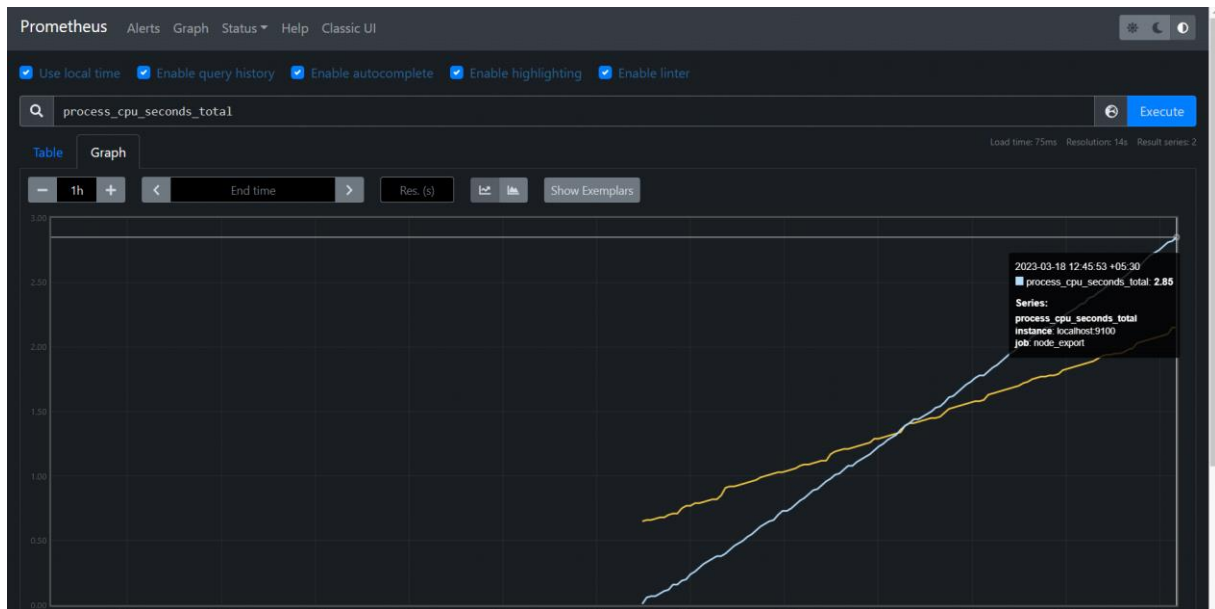 Prometheus Alerts Graph Status Help Classic UI
Use local time Enable query history Enable autocomplete Enable highlighting Enable linter
process_cpu_seconds_total Execute
Table Graph Load time: 75ms Resolution: 14s Result series: 2
1h End time Res. (s) Show Exemplars
3.00
2023-03-18 12:45:53 +05:30
process_cpu_seconds_total: 2.85
2.50
Series:
process_cpu_seconds_total
instance: localhost:9100
job: node_export
2.00
1.50
1.00
0.50
0.00